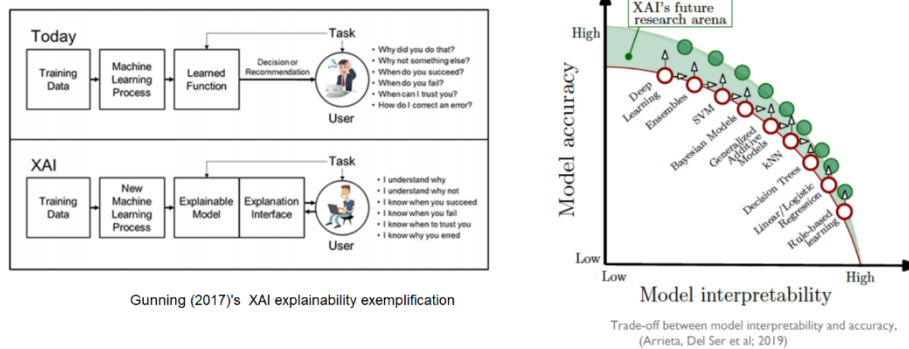 Today
Task
Training
Data
Machine
Learning
Process
Learned
Function
Decision or
Recommendation
User
• Why did you do that?
• Why not something else?
• When do you succeed?
• When do you fail?
• When can I trust you?
• How do I correct an error?
XAI
Task
Training
Data
New
Machine
Learning
Process
Explainable
Model
Explanation
Interface
User
• I understand why
• I understand why not
• I know when you succeed
• I know when you fail
• I know when to trust you
• I know why you erred
Gunning (2017)'s XAI explainability exemplification
XAI's future
research arena
High
Model accuracy
Low
Deep
Learning
Ensembles
SVM
Bayesian Models
Generalized
Additive
Models
kNN
Decision Trees
Linear/Logistic
Regression
Rule-based
learning
Low
High
Model interpretability
Trade-off between model interpretability and accuracy,
(Arrieta, Del Ser et al; 2019)